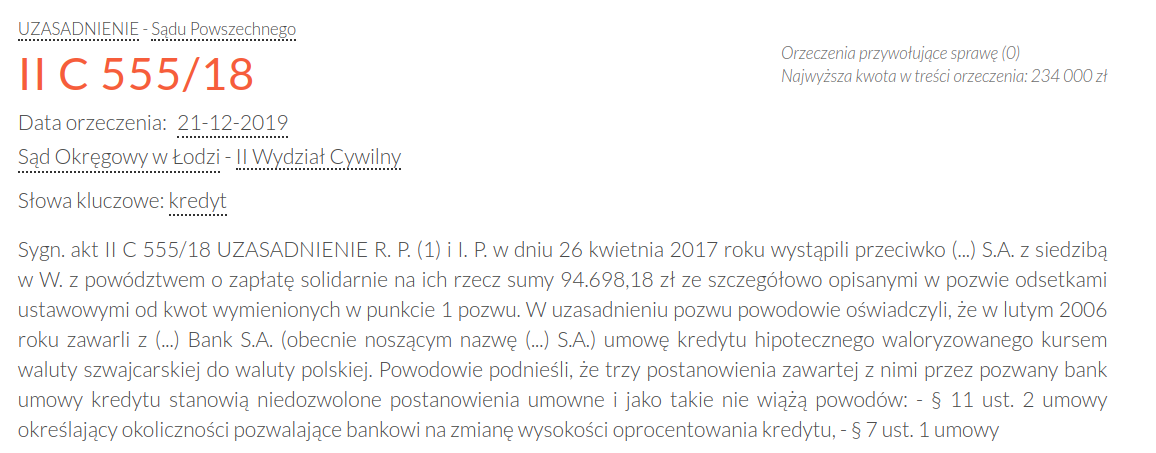 UZASADNIENIE - Sądu Powszechnego
II C 555/18
Orzeczenia przywołujące sprawę (0)
Najwyższa kwota w treści orzeczenia: 234 000 zł
Data orzeczenia: 21-12-2019
Sąd Okręgowy w Łodzi - II Wydział Cywilny
Słowa kluczowe: kredyt
Sygn. akt II C 555/18 UZASADNIENIE R. P. (1) i I. P. w dniu 26 kwietnia 2017 roku wystąpili przeciwko (...) S.A. z siedzibą
w W. z powództwem o zapłatę solidarnie na ich rzecz sumy 94.698,18 zł ze szczegółowo opisanymi w pozwie odsetkami
ustawowymi od kwot wymienionych w punkcie 1 pozwu. W uzasadnieniu pozwu powodowie oświadczyli, że w lutym 2006
roku zawarli z (...) Bank S.A. (obecnie noszącym nazwę (...) S.A.) umowę kredytu hipotecznego waloryzowanego kursem
waluty szwajcarskiej do waluty polskiej. Powodowie podnieśli, że trzy postanowienia zawartej z nimi przez pozwany bank
umowy kredytu stanowią niedozwolone postanowienia umowne i jako takie nie wiążą powodów: - § 11 ust. 2 umowy
określający okoliczności pozwalające bankowi na zmianę wysokości oprocentowania kredytu, - § 7 ust. 1 umowy